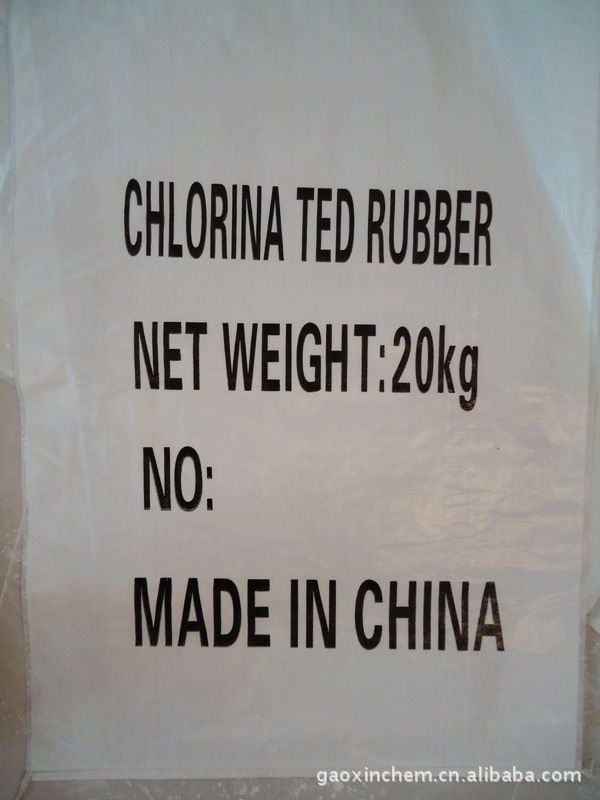 CHLORINA TED RUBBER
NET WEIGHT:20kg
NO:
MADE IN CHINA
gaoxinchem.cn.alibaba.com